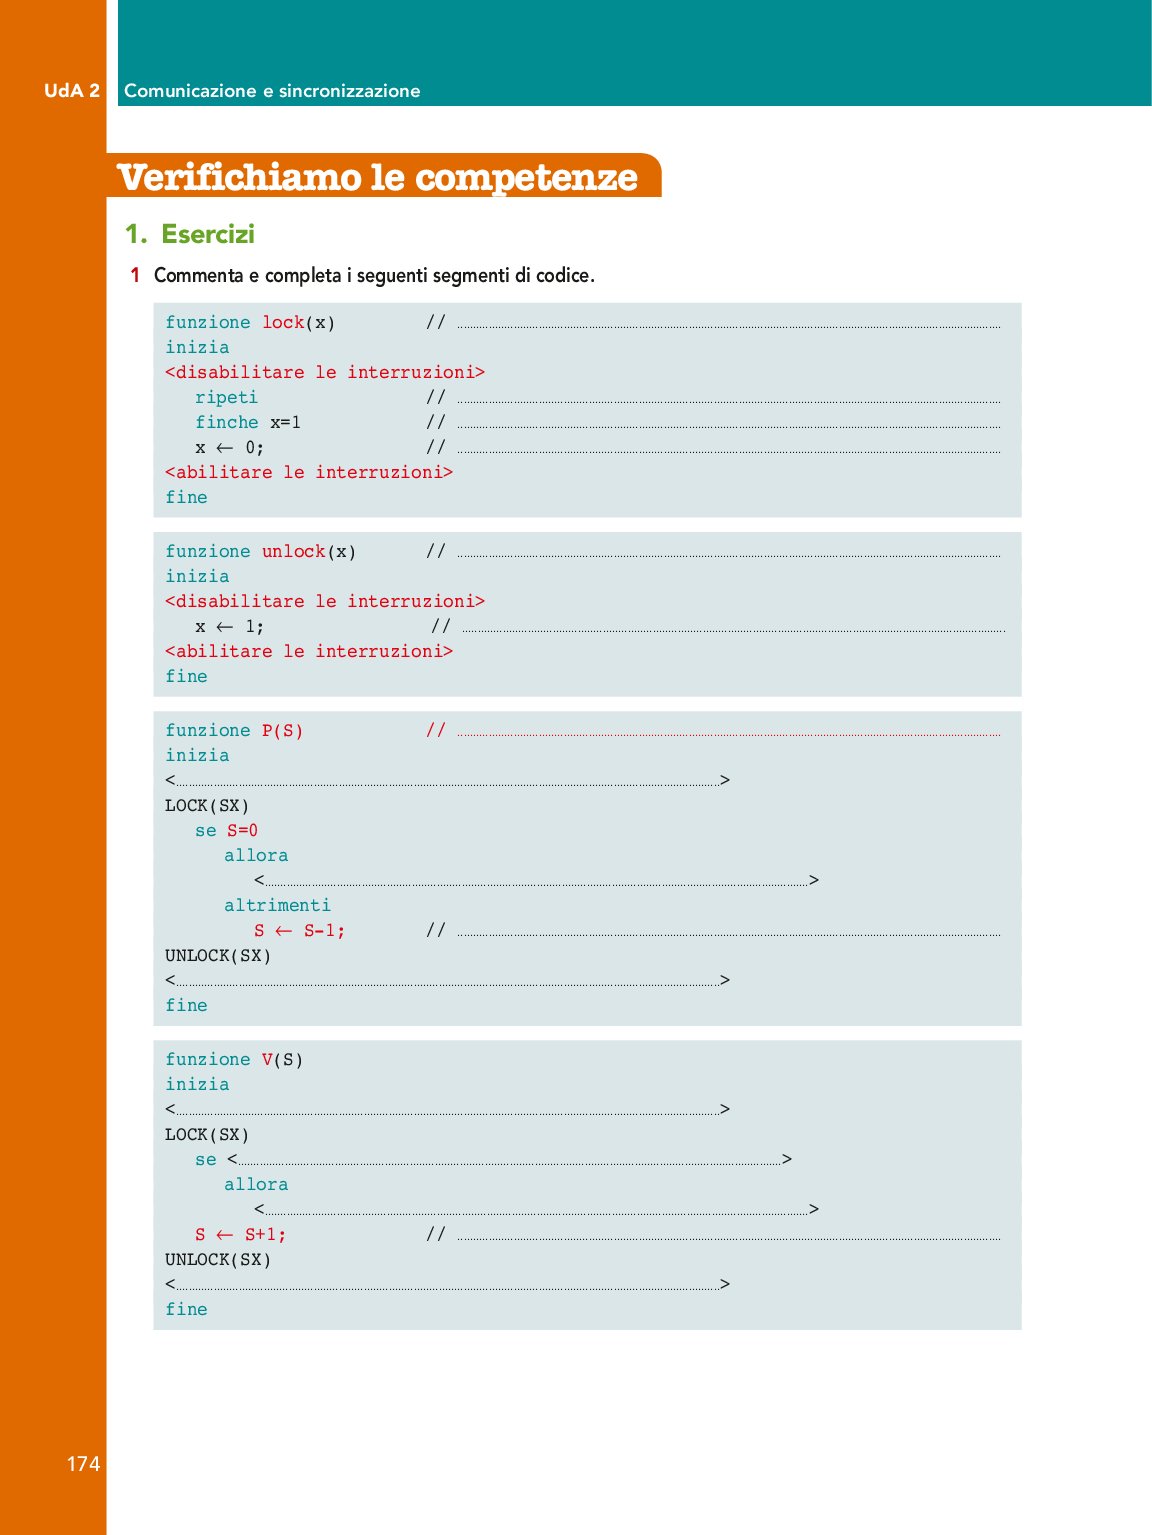 UdA 2 Comunicazione e sincronizzazione
Verifichiamo le competenze
1. Esercizi
1 Commenta e completa i seguenti segmenti di codice.
funzione lock(x) // ........................................
inizia
<disabilitare le interruzioni>
ripeti // ........................................
finche x=1 // ........................................
x ← 0; // ........................................
<abilitare le interruzioni>
fine
funzione unlock(x) // ........................................
inizia
<disabilitare le interruzioni>
x ← 1; // ........................................
<abilitare le interruzioni>
fine
funzione P(S) // ........................................
inizia
<........................................>
LOCK(SX)
se S=0
allora
<........................................>
altrimenti
S ← S-1; // ........................................
UNLOCK(SX)
<........................................>
fine
funzione V(S)
inizia
<........................................>
LOCK(SX)
se <........................................>
allora
<........................................>
S ← S+1; // ........................................
UNLOCK(SX)
<........................................>
fine
174